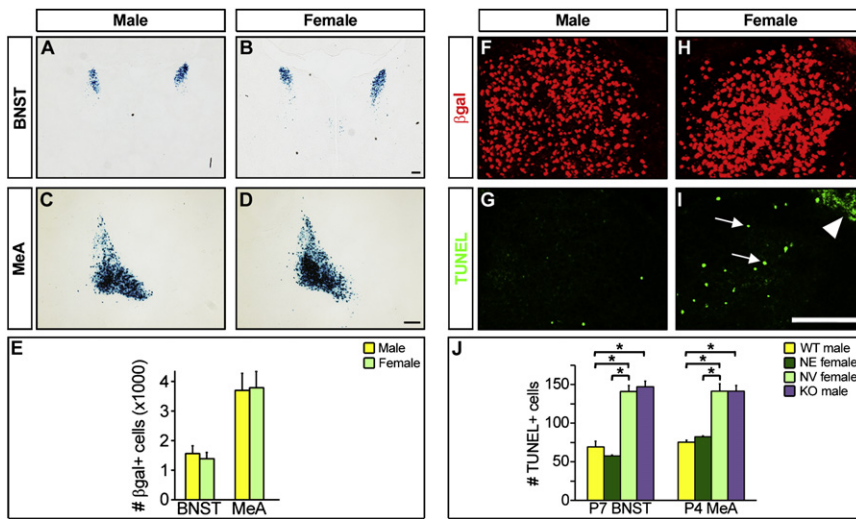 Male
Female
Male
Female
BNST
A
B
MeA
C
D
βgal
F
H
TUNEL
G
I
E
Male
Female
# βgal+ cells (x1000)
4
3
2
1
0
BNST
MeA
J
WT male
NE female
NV female
KO male
* * *
* * *
# TUNEL+ cells
150
100
50
0
P7 BNST
P4 MeA